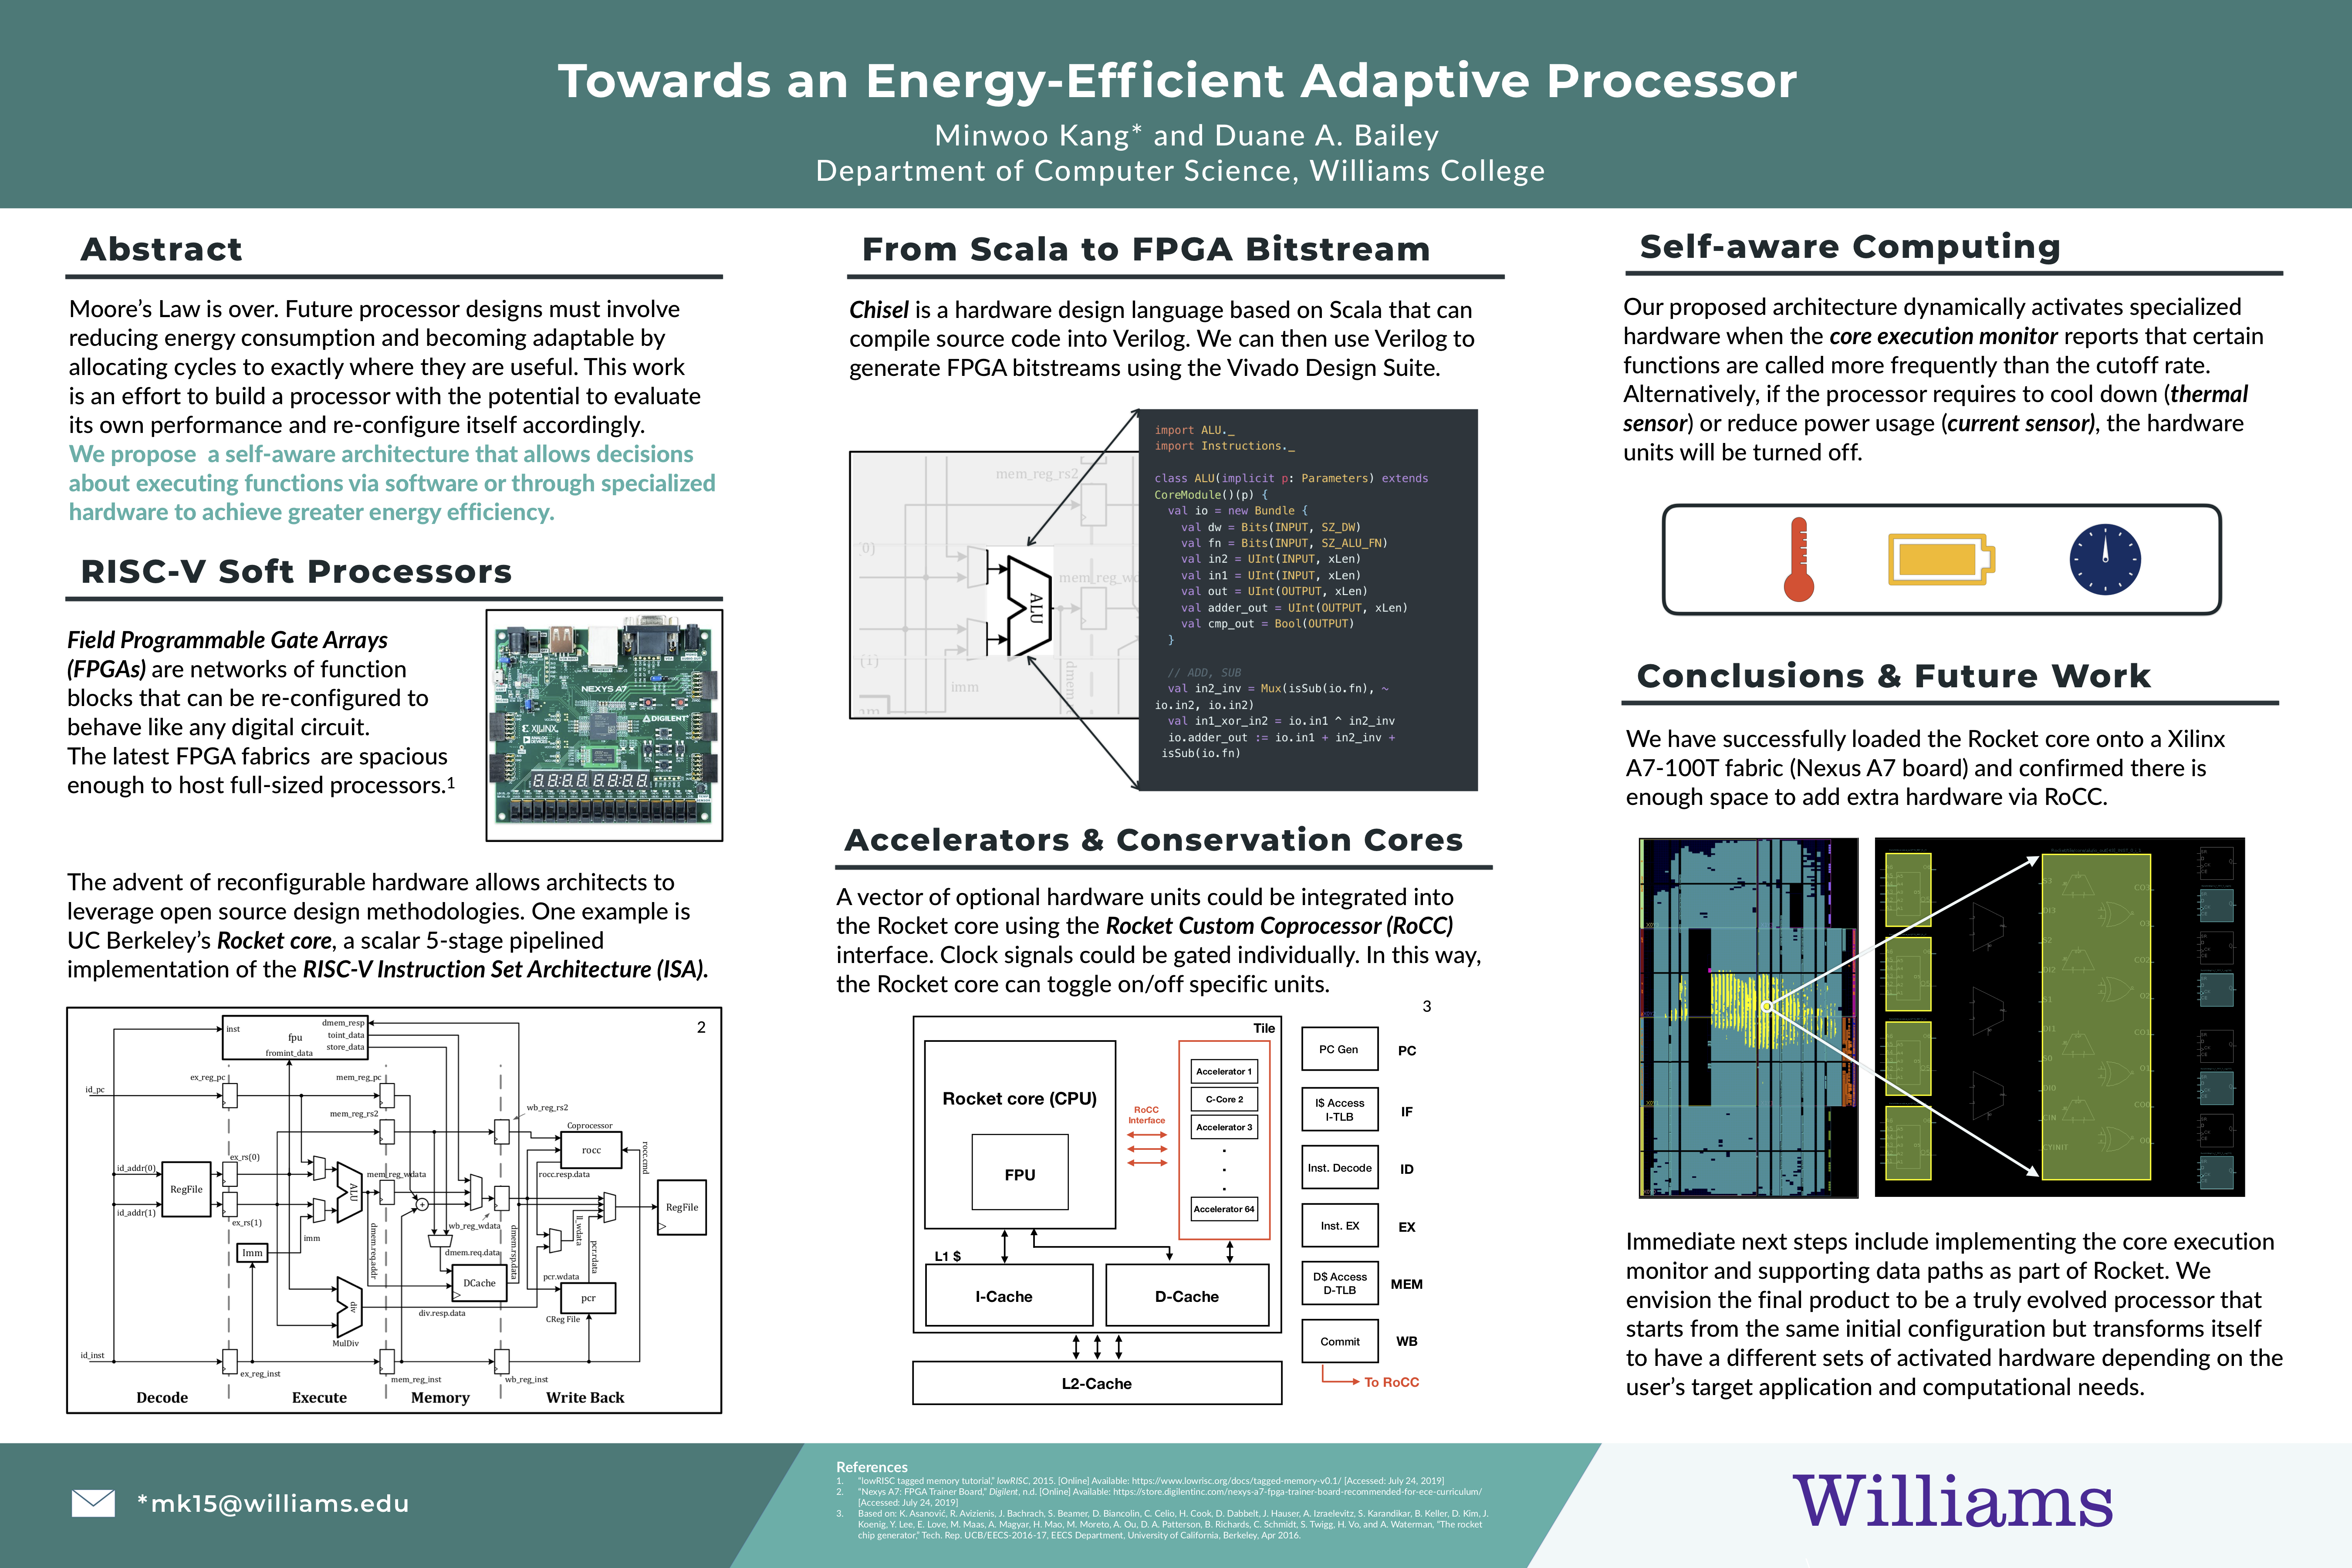 Towards an Energy-Efficient Adaptive Processor
Minwoo Kang* and Duane A. Bailey
Department of Computer Science, Williams College
Abstract
Moore's Law is over. Future processor designs must involve
reducing energy consumption and becoming adaptable by
allocating cycles to exactly where they are useful. This work
is an effort to build a processor with the potential to evaluate
its own performance and re-configure itself accordingly.
We propose  a self-aware architecture that allows decisions
about executing functions via software or through specialized
hardware to achieve greater energy efficiency.
RISC-V Soft Processors
Field Programmable Gate Arrays
(FPGAs) are networks of function
blocks that can be re-configured to
behave like any digital circuit.
The latest FPGA fabrics  are spacious
enough to host full-sized processors.1
NEXYS A7
DIGILENT
XILINX
The advent of reconfigurable hardware allows architects to
leverage open source design methodologies. One example is
UC Berkeley's Rocket core, a scalar 5-stage pipelined
implementation of the RISC-V Instruction Set Architecture (ISA).
2
inst
fpu
dmem_resp
toint_data
store_data
fromint_data
id_pc
ex_reg_pc
mem_reg_pc
mem_reg_rs2
wb_reg_rs2
Coprocessor
rocc
rocc.cmd
rocc.resp.data
id_addr(0)
RegFile
id_addr(1)
ex_rs(0)
ex_rs(1)
ALU
mem_reg_wdata
wb_reg_wdata
RegFile
Imm
imm
dmem.req.addr
dmem.req.data
dmem.rsp.data
ll_wdata
pcr.rdata
DCache
pcr.wdata
pcr
CReg File
div
MulDiv
div.resp.data
id_inst
ex_reg_inst
mem_reg_inst
wb_reg_inst
Decode
Execute
Memory
Write Back
From Scala to FPGA Bitstream
Chisel is a hardware design language based on Scala that can
compile source code into Verilog. We can then use Verilog to
generate FPGA bitstreams using the Vivado Design Suite.
mem_reg_rs2
0)
ALU
mem_reg_wd
(1)
imm
dmem
am
import ALU._
import Instructions._
class ALU(implicit p: Parameters) extends
CoreModule()(p) {
val io = new Bundle {
val dw = Bits(INPUT, SZ_DW)
val fn = Bits(INPUT, SZ_ALU_FN)
val in2 = UInt(INPUT, xLen)
val in1 = UInt(INPUT, xLen)
val out = UInt(OUTPUT, xLen)
val adder_out = UInt(OUTPUT, xLen)
val cmp_out = Bool(OUTPUT)
}
// ADD, SUB
val in2_inv = Mux(isSub(io.fn), ~
io.in2, io.in2)
val in1_xor_in2 = io.in1 ^ in2_inv
io.adder_out := io.in1 + in2_inv +
isSub(io.fn)
Accelerators & Conservation Cores
A vector of optional hardware units could be integrated into
the Rocket core using the Rocket Custom Coprocessor (RoCC)
interface. Clock signals could be gated individually. In this way,
the Rocket core can toggle on/off specific units.
3
Tile
Rocket core (CPU)
FPU
RoCC
Interface
Accelerator 1
C-Core 2
Accelerator 3
.
.
.
Accelerator 64
L1 $
I-Cache
D-Cache
L2-Cache
PC Gen
PC
I$ Access
I-TLB
IF
Inst. Decode
ID
Inst. EX
EX
D$ Access
D-TLB
MEM
Commit
WB
To RoCC
Self-aware Computing
Our proposed architecture dynamically activates specialized
hardware when the core execution monitor reports that certain
functions are called more frequently than the cutoff rate.
Alternatively, if the processor requires to cool down (thermal
sensor) or reduce power usage (current sensor), the hardware
units will be turned off.
Conclusions & Future Work
We have successfully loaded the Rocket core onto a Xilinx
A7-100T fabric (Nexus A7 board) and confirmed there is
enough space to add extra hardware via RoCC.
S3
DI3
S2
DI2
S1
DI1
S0
DI0
CIN
CYINIT
CO3
O3
CO2
O2
CO1
O1
CO0
O0
Immediate next steps include implementing the core execution
monitor and supporting data paths as part of Rocket. We
envision the final product to be a truly evolved processor that
starts from the same initial configuration but transforms itself
to have a different sets of activated hardware depending on the
user's target application and computational needs.
*mk15@williams.edu
References
1. "lowRISC tagged memory tutorial," lowRISC, 2015. [Online] Available: https://www.lowrisc.org/docs/tagged-memory-v0.1/ [Accessed: July 24, 2019]
2. "Nexys A7: FPGA Trainer Board," Digilent, n.d. [Online] Available: https://store.digilentinc.com/nexys-a7-fpga-trainer-board-recommended-for-ece-curriculum/
[Accessed: July 24, 2019]
3. Based on: K. Asanović, R. Avizienis, J. Bachrach, S. Beamer, D. Biancolin, C. Celio, H. Cook, D. Dabbelt, J. Hauser, A. Izraelevitz, S. Karandikar, B. Keller, D. Kim, J.
Koenig, Y. Lee, E. Love, M. Maas, A. Magyar, H. Mao, M. Moreto, A. Ou, D. A. Patterson, B. Richards, C. Schmidt, S. Twigg, H. Vo, and A. Waterman, "The rocket
chip generator," Tech. Rep. UCB/EECS-2016-17, EECS Department, University of California, Berkeley, Apr 2016.
Williams